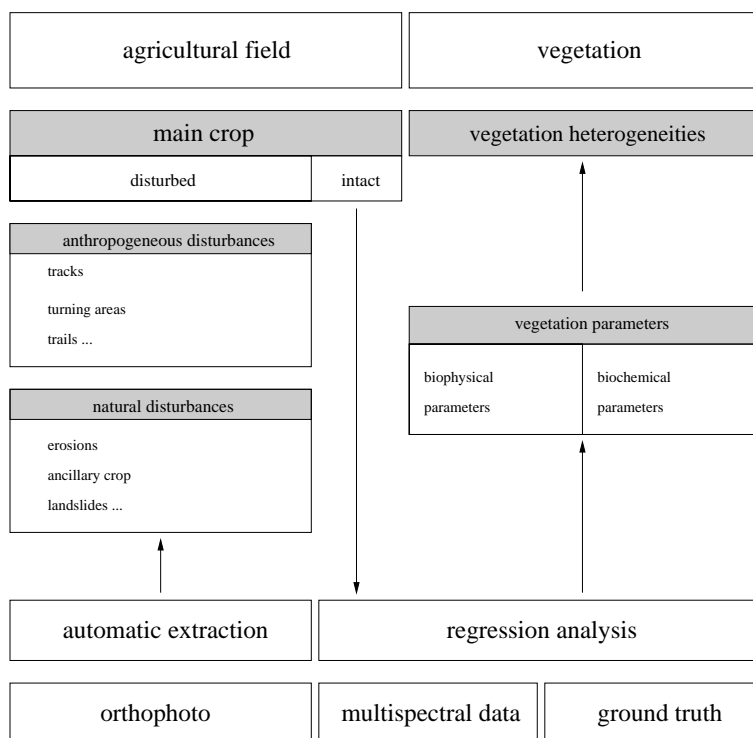 agricultural field
vegetation
main crop
vegetation heterogeneities
disturbed
intact
anthropogeneous disturbances
tracks
turning areas
trails ...
vegetation parameters
biophysical
parameters
biochemical
parameters
natural disturbances
erosions
ancillary crop
landslides ...
automatic extraction
regression analysis
orthophoto
multispectral data
ground truth